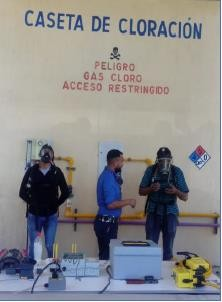 CASETA DE CLORACIÓN
PELIGRO
GAS CLORO
ACCESO RESTRINGIDO